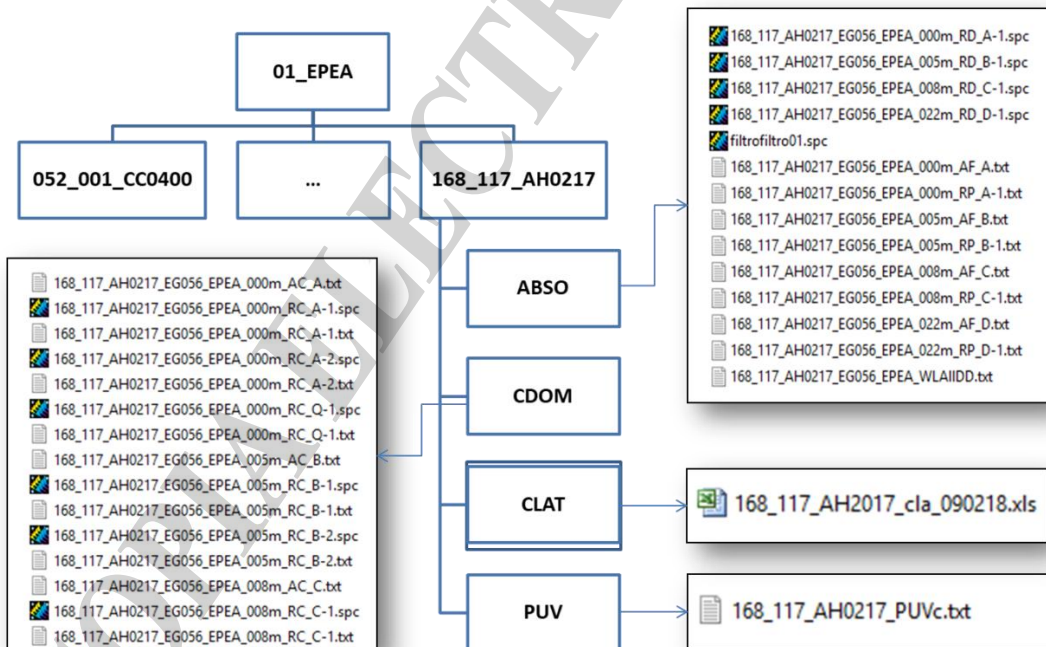 01_EPEA
052_001_CC0400
...
168_117_AH0217
168_117_AH0217_EG056_EPEA_000m_RD_A-1.spc
168_117_AH0217_EG056_EPEA_005m_RD_B-1.spc
168_117_AH0217_EG056_EPEA_008m_RD_C-1.spc
168_117_AH0217_EG056_EPEA_022m_RD_D-1.spc
filtrofiltro01.spc
168_117_AH0217_EG056_EPEA_000m_AF_A.txt
168_117_AH0217_EG056_EPEA_000m_RP_A-1.txt
168_117_AH0217_EG056_EPEA_005m_AF_B.txt
168_117_AH0217_EG056_EPEA_005m_RP_B-1.txt
168_117_AH0217_EG056_EPEA_008m_AF_C.txt
168_117_AH0217_EG056_EPEA_008m_RP_C-1.txt
168_117_AH0217_EG056_EPEA_022m_AF_D.txt
168_117_AH0217_EG056_EPEA_022m_RP_D-1.txt
168_117_AH0217_EG056_EPEA_WLAIIDD.txt
ABSO
CDOM
CLAT
PUV
168_117_AH0217_EG056_EPEA_000m_AC_A.txt
168_117_AH0217_EG056_EPEA_000m_RC_A-1.spc
168_117_AH0217_EG056_EPEA_000m_RC_A-1.txt
168_117_AH0217_EG056_EPEA_000m_RC_A-2.spc
168_117_AH0217_EG056_EPEA_000m_RC_A-2.txt
168_117_AH0217_EG056_EPEA_000m_RC_Q-1.spc
168_117_AH0217_EG056_EPEA_000m_RC_Q-1.txt
168_117_AH0217_EG056_EPEA_005m_AC_B.txt
168_117_AH0217_EG056_EPEA_005m_RC_B-1.spc
168_117_AH0217_EG056_EPEA_005m_RC_B-1.txt
168_117_AH0217_EG056_EPEA_005m_RC_B-2.spc
168_117_AH0217_EG056_EPEA_005m_RC_B-2.txt
168_117_AH0217_EG056_EPEA_008m_AC_C.txt
168_117_AH0217_EG056_EPEA_008m_RC_C-1.spc
168_117_AH0217_EG056_EPEA_008m_RC_C-1.txt
168_117_AH2017_cla_090218.xls
168_117_AH0217_PUVc.txt
OPIA ELECTR